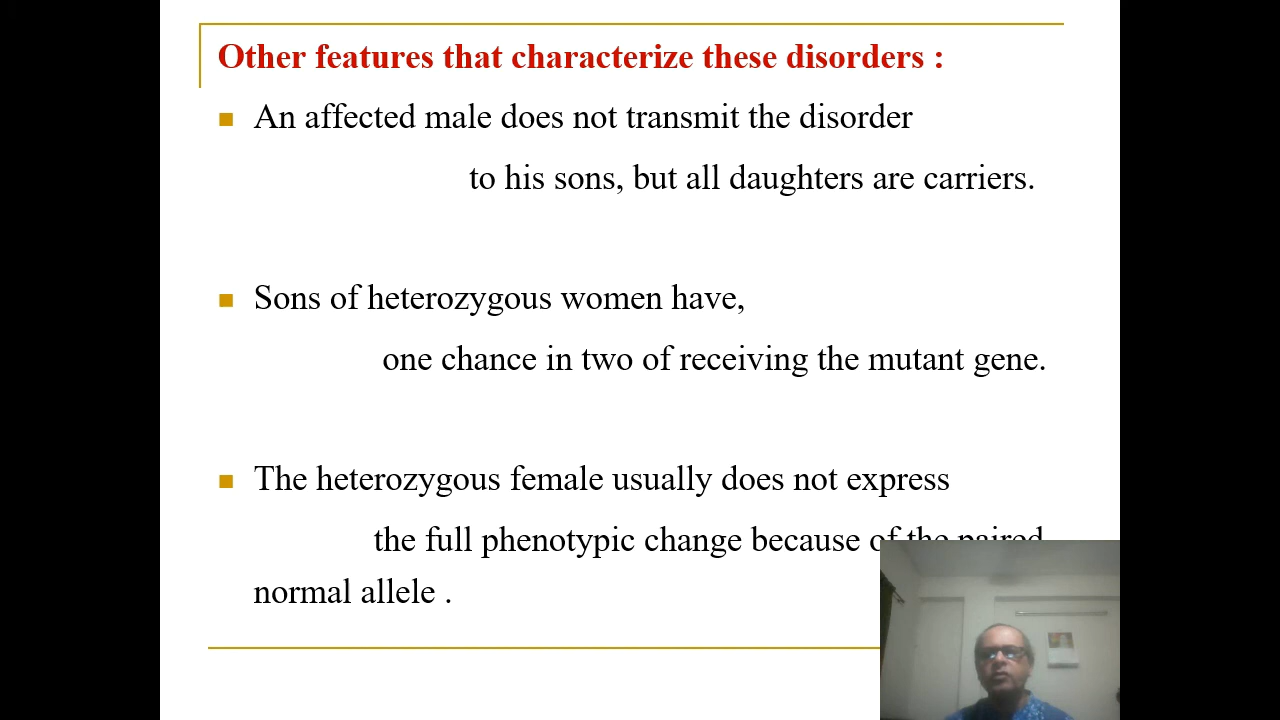 Other features that characterize these disorders :
An affected male does not transmit the disorder
to his sons, but all daughters are carriers.
Sons of heterozygous women have,
one chance in two of receiving the mutant gene.
The heterozygous female usually does not express
the full phenotypic change because of the paired
normal allele .